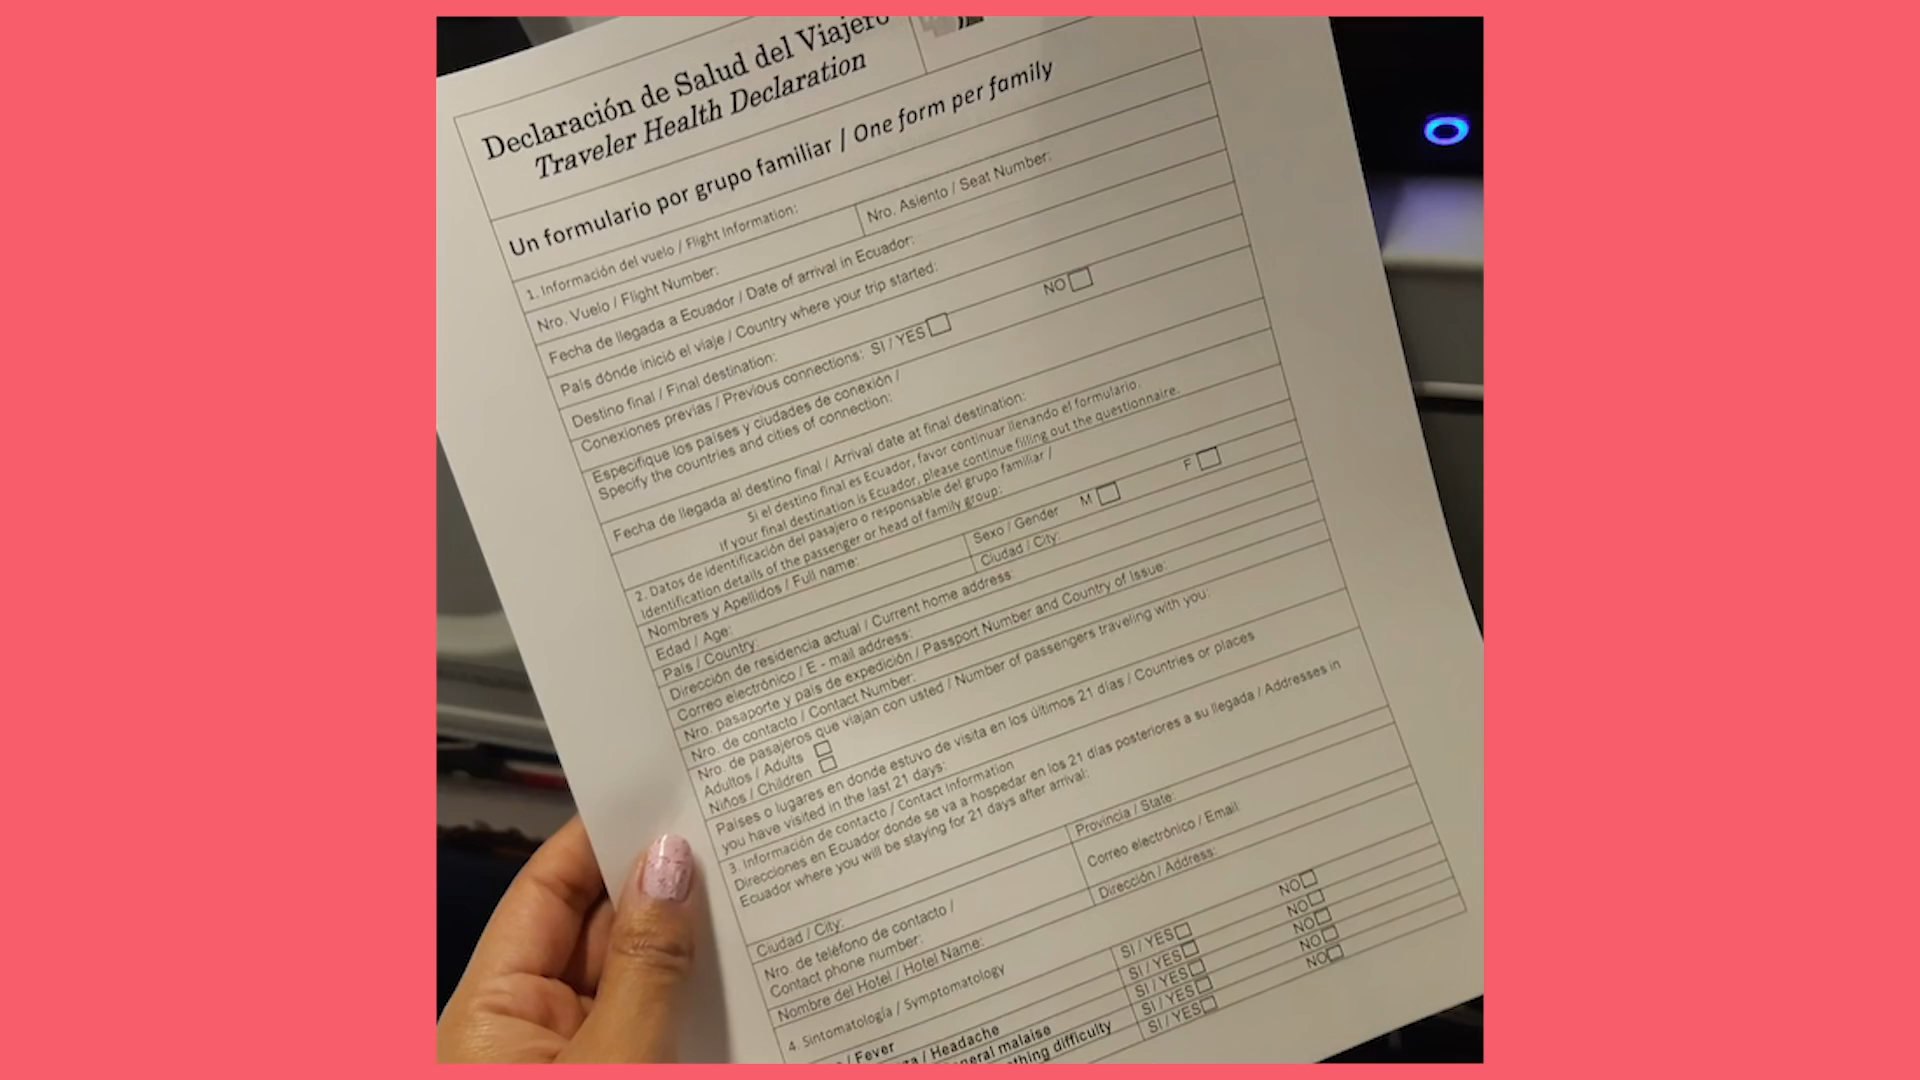 Declaración de Salud del Viajero
Traveler Health Declaration
Un formulario por grupo familiar / One form per family
1. Información del vuelo / Flight Information:
Nro. Vuelo / Flight Number:
Nro. Asiento / Seat Number:
Fecha de llegada a Ecuador / Date of arrival in Ecuador:
País dónde inició el viaje / Country where your trip started:
Destino final / Final destination:
Conexiones previas / Previous connections: SI / YES NO
Especifique los países y ciudades de conexión /
Specify the countries and cities of connection:
Fecha de llegada al destino final / Arrival date at final destination:
Si el destino final es Ecuador, favor continuar llenando el formulario.
If your final destination is Ecuador, please continue filling out the questionnaire.
2. Datos de identificación del pasajero o responsable del grupo familiar /
Identification details of the passenger or head of family group:
Nombres y Apellidos / Full name:
Edad / Age:
Sexo / Gender M F
País / Country:
Ciudad / City:
Dirección de residencia actual / Current home address:
Correo electrónico / E - mail address:
Nro. pasaporte y país de expedición / Passport Number and Country of Issue:
Nro. de contacto / Contact Number:
Nro. de pasajeros que viajan con usted / Number of passengers traveling with you:
Adultos / Adults
Niños / Children
Países o lugares en donde estuvo de visita en los últimos 21 días / Countries or places
you have visited in the last 21 days:
3. Información de contacto / Contact Information
Direcciones en Ecuador donde se va a hospedar en los 21 días posteriores a su llegada / Addresses in
Ecuador where you will be staying for 21 days after arrival:
Ciudad / City:
Provincia / State:
Nro. de teléfono de contacto /
Contact phone number:
Correo electrónico / Email:
Nombre del Hotel / Hotel Name:
Dirección / Address:
4. Sintomatología / Symptomatology
/ Fever SI / YES NO
/ Headache SI / YES NO
malaise SI / YES NO
difficulty SI / YES NO
SI / YES NO